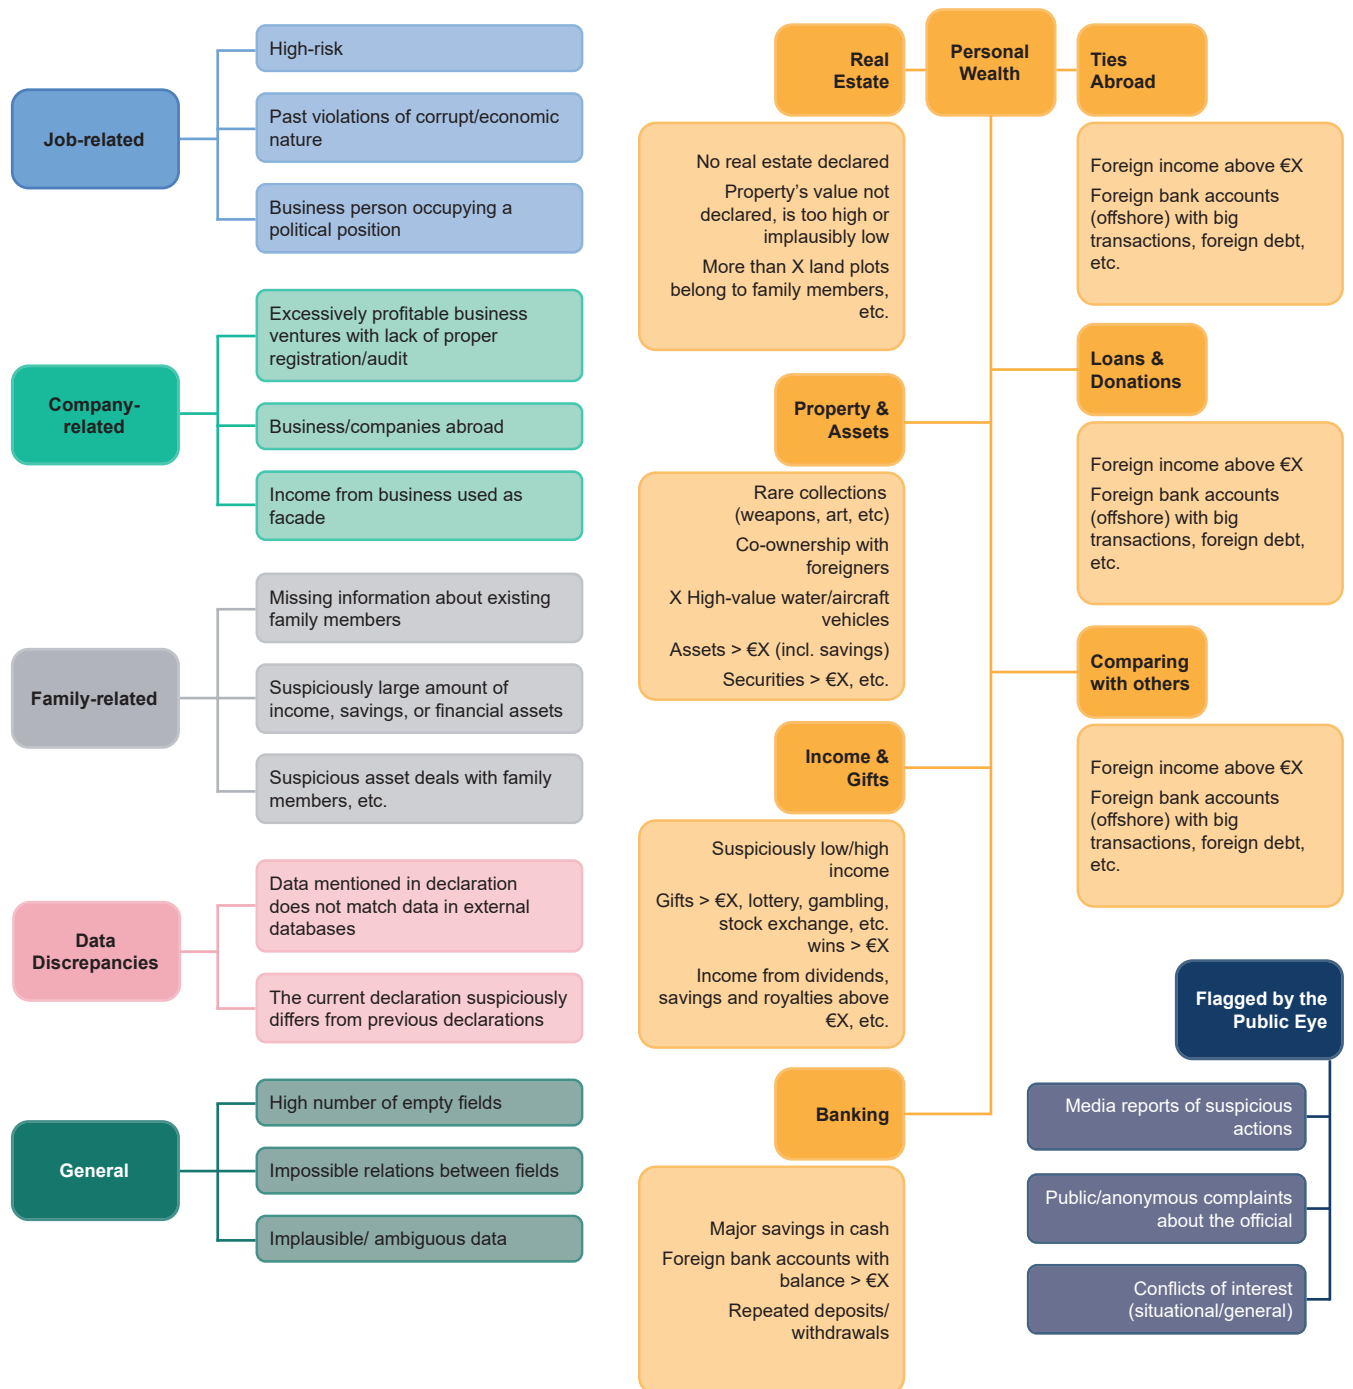 Job-related
High-risk
Past violations of corrupt/economic
nature
Business person occupying a
political position
Company-
related
Excessively profitable business
ventures with lack of proper
registration/audit
Business/companies abroad
Income from business used as
facade
Family-related
Missing information about existing
family members
Suspiciously large amount of
income, savings, or financial assets
Suspicious asset deals with family
members, etc.
Data
Discrepancies
Data mentioned in declaration
does not match data in external
databases
The current declaration suspiciously
differs from previous declarations
General
High number of empty fields
Impossible relations between fields
Implausible/ ambiguous data
Personal
Wealth
Real
Estate
No real estate declared
Property’s value not
declared, is too high or
implausibly low
More than X land plots
belong to family members,
etc.
Property &
Assets
Rare collections
(weapons, art, etc)
Co-ownership with
foreigners
X High-value water/aircraft
vehicles
Assets > €X (incl. savings)
Securities > €X, etc.
Income &
Gifts
Suspiciously low/high
income
Gifts > €X, lottery, gambling,
stock exchange, etc.
wins > €X
Income from dividends,
savings and royalties above
€X, etc.
Banking
Major savings in cash
Foreign bank accounts with
balance > €X
Repeated deposits/
withdrawals
Ties
Abroad
Foreign income above €X
Foreign bank accounts
(offshore) with big
transactions, foreign debt,
etc.
Loans &
Donations
Foreign income above €X
Foreign bank accounts
(offshore) with big
transactions, foreign debt,
etc.
Comparing
with others
Foreign income above €X
Foreign bank accounts
(offshore) with big
transactions, foreign debt,
etc.
Flagged by the
Public Eye
Media reports of suspicious
actions
Public/anonymous complaints
about the official
Conflicts of interest
(situational/general)